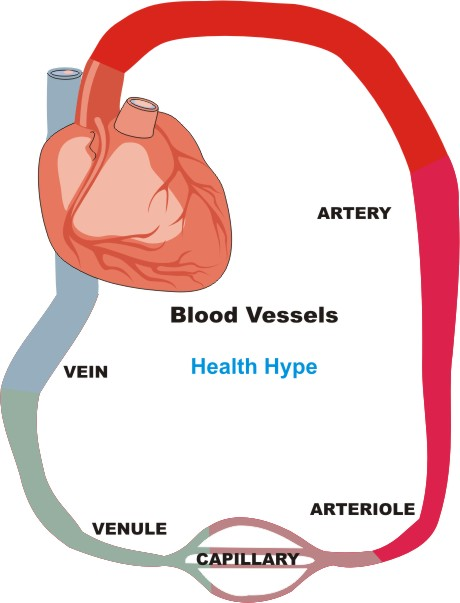 ARTERY
Blood Vessels
Health Hype
VEIN
ARTERIOLE
VENULE
CAPILLARY